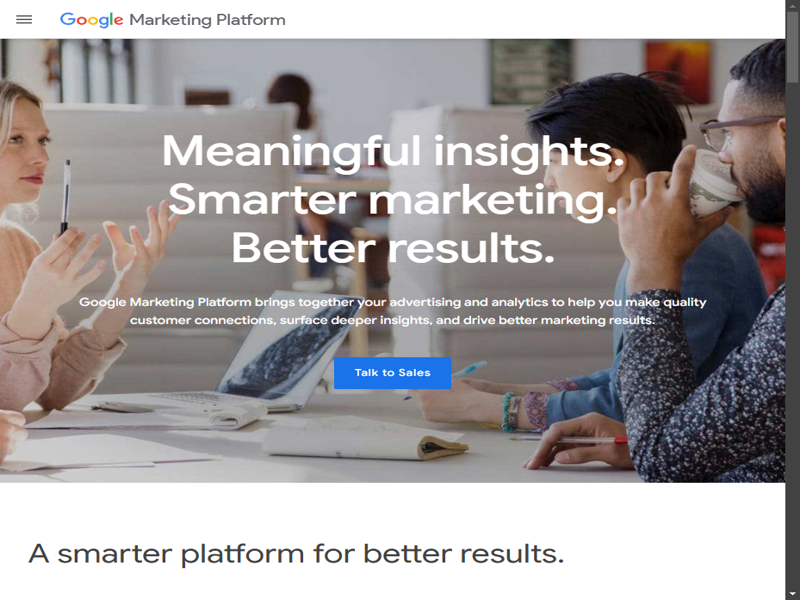 Google Marketing Platform
Meaningful insights.
Smarter marketing.
Better results.
Google Marketing Platform brings together your advertising and analytics to help you make quality
customer connections, surface deeper insights, and drive better marketing results.
Talk to Sales
A smarter platform for better results.